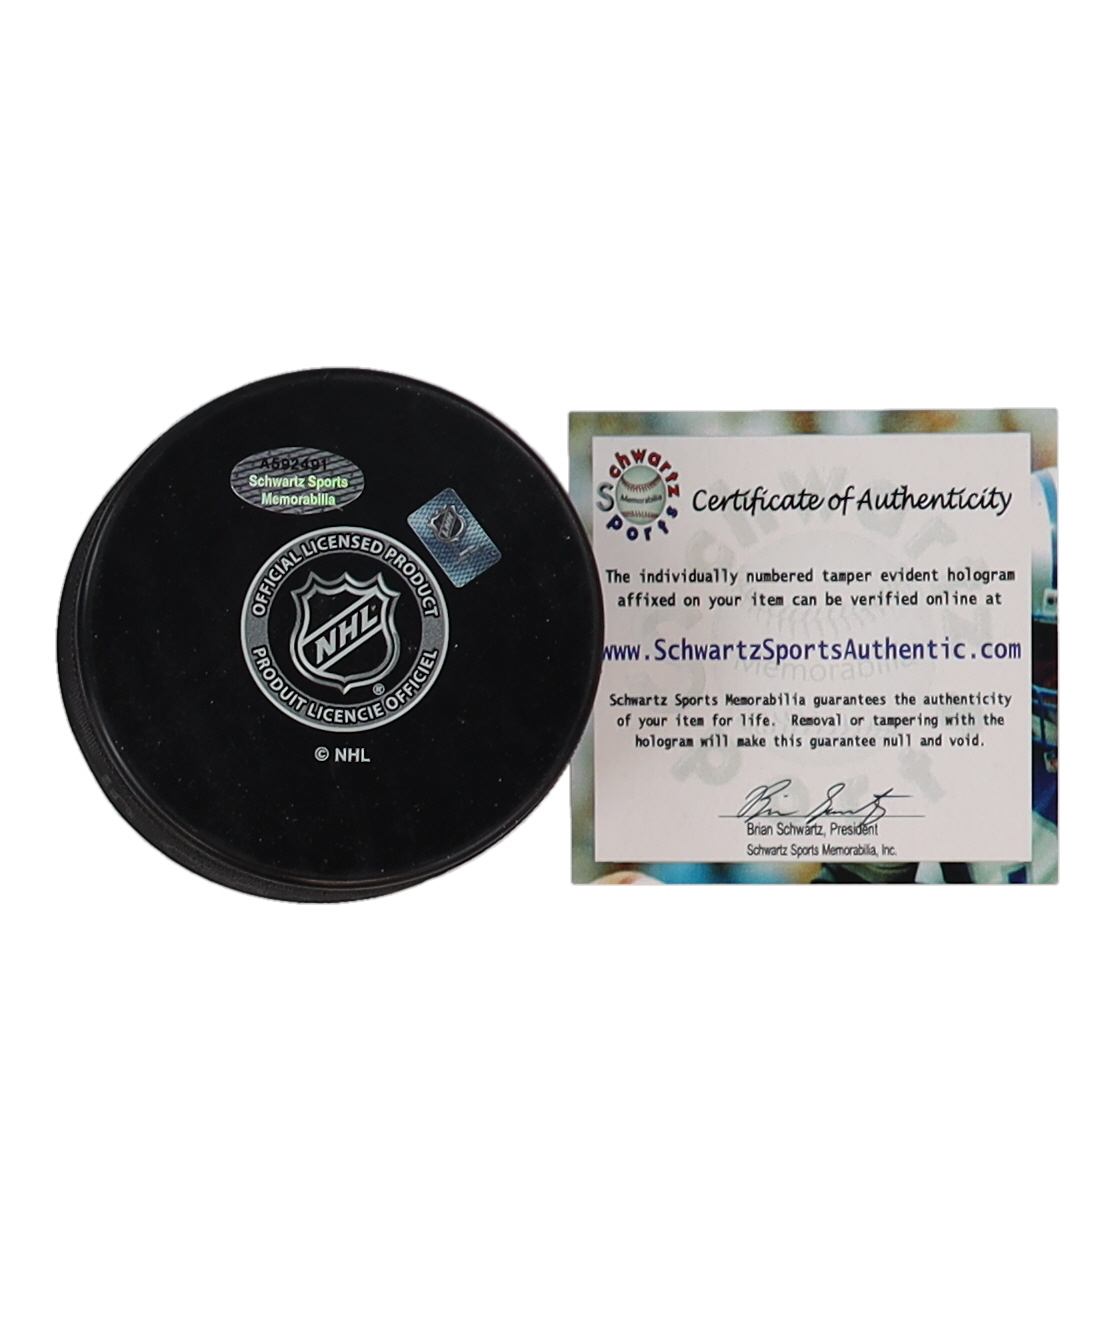 A592491
Schwartz Sports
Memorabilia
NHL
OFFICIAL LICENSED PRODUCT
NHL
®
PRODUIT LICENCIE OFFICIEL
© NHL
Schwartz
Sports
Memorabilia
Certificate of Authenticity
The individually numbered tamper evident hologram
affixed on your item can be verified online at
www.SchwartzSportsAuthentic.com
Schwartz Sports Memorabilia guarantees the authenticity
of your item for life. Removal or tampering with the
hologram will make this guarantee null and void.
Brian Schwartz, President
Schwartz Sports Memorabilia, Inc.